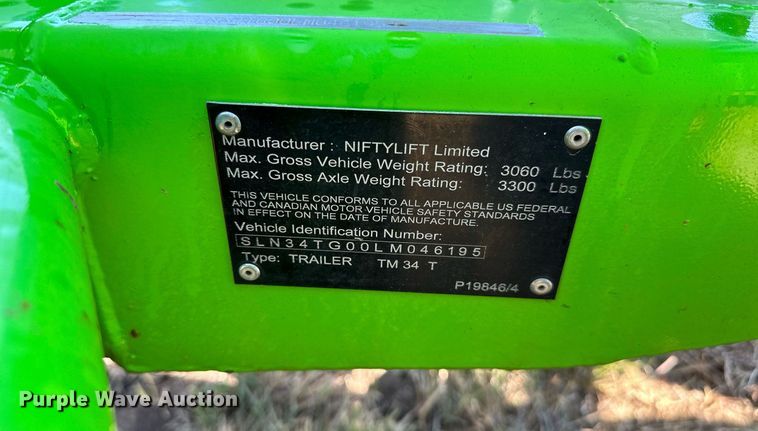 Manufacturer : NIFTYLIFT Limited
Max. Gross Vehicle Weight Rating: 3060 Lbs
Max. Gross Axle Weight Rating: 3300 Lbs
THIS VEHICLE CONFORMS TO ALL APPLICABLE US FEDERAL
AND CANADIAN MOTOR VEHICLE SAFETY STANDARDS
IN EFFECT ON THE DATE OF MANUFACTURE.
Vehicle Identification Number:
SLN34TG00LM046195
Type: TRAILER TM 34 T
P19846/4
Purple Wave Auction